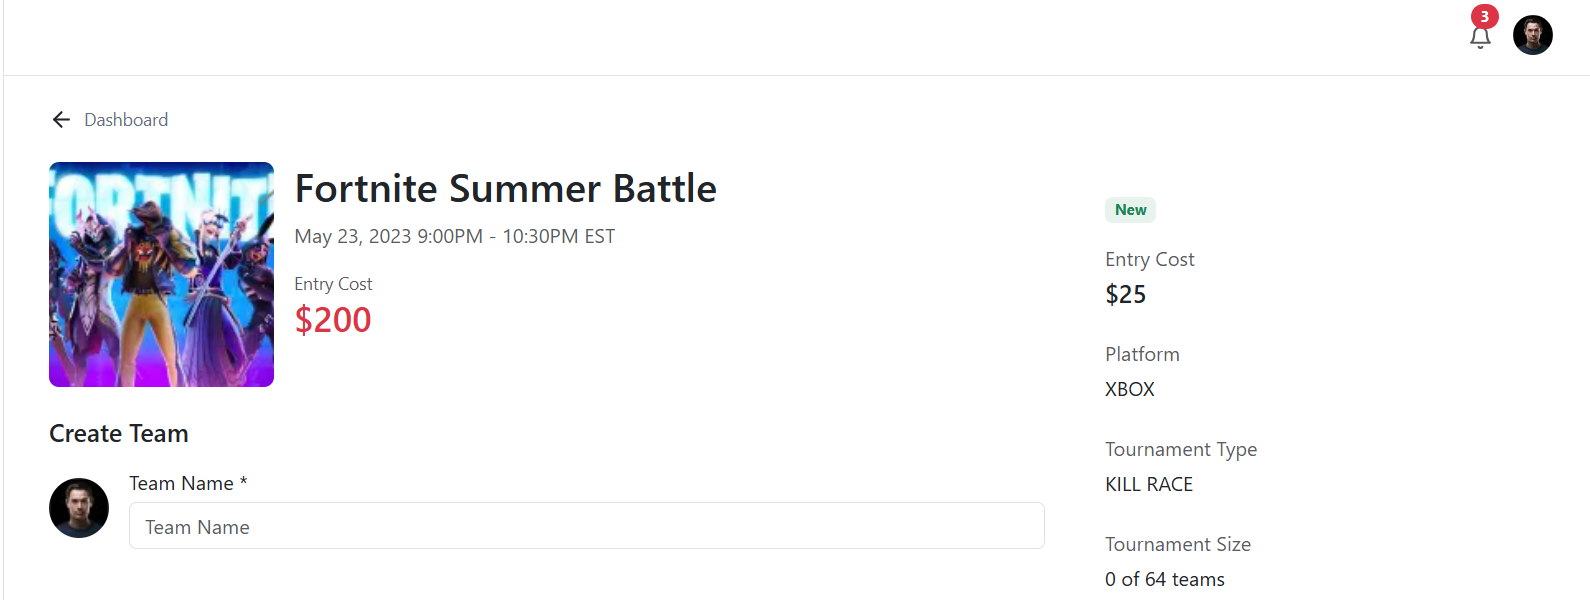 3
Dashboard
FORTNIT
Fortnite Summer Battle
May 23, 2023 9:00PM - 10:30PM EST
Entry Cost
$200
Create Team
Team Name *
Team Name
New
Entry Cost
$25
Platform
XBOX
Tournament Type
KILL RACE
Tournament Size
0 of 64 teams